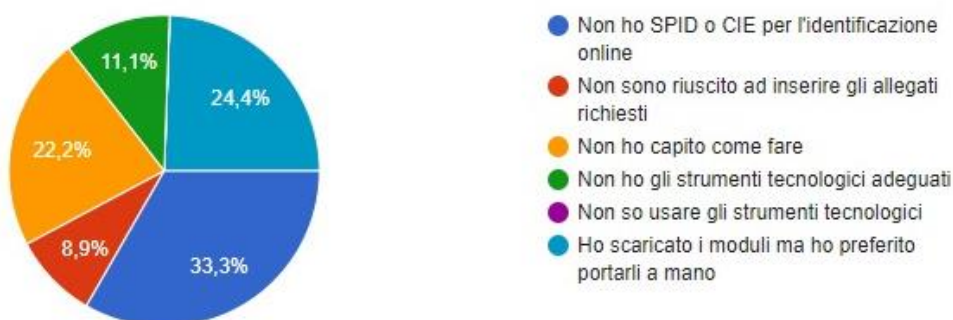 11,1%
24,4%
22,2%
8,9%
33,3%
Non ho SPID o CIE per l'identificazione
online
Non sono riuscito ad inserire gli allegati
richiesti
Non ho capito come fare
Non ho gli strumenti tecnologici adeguati
Non so usare gli strumenti tecnologici
Ho scaricato i moduli ma ho preferito
portarli a mano